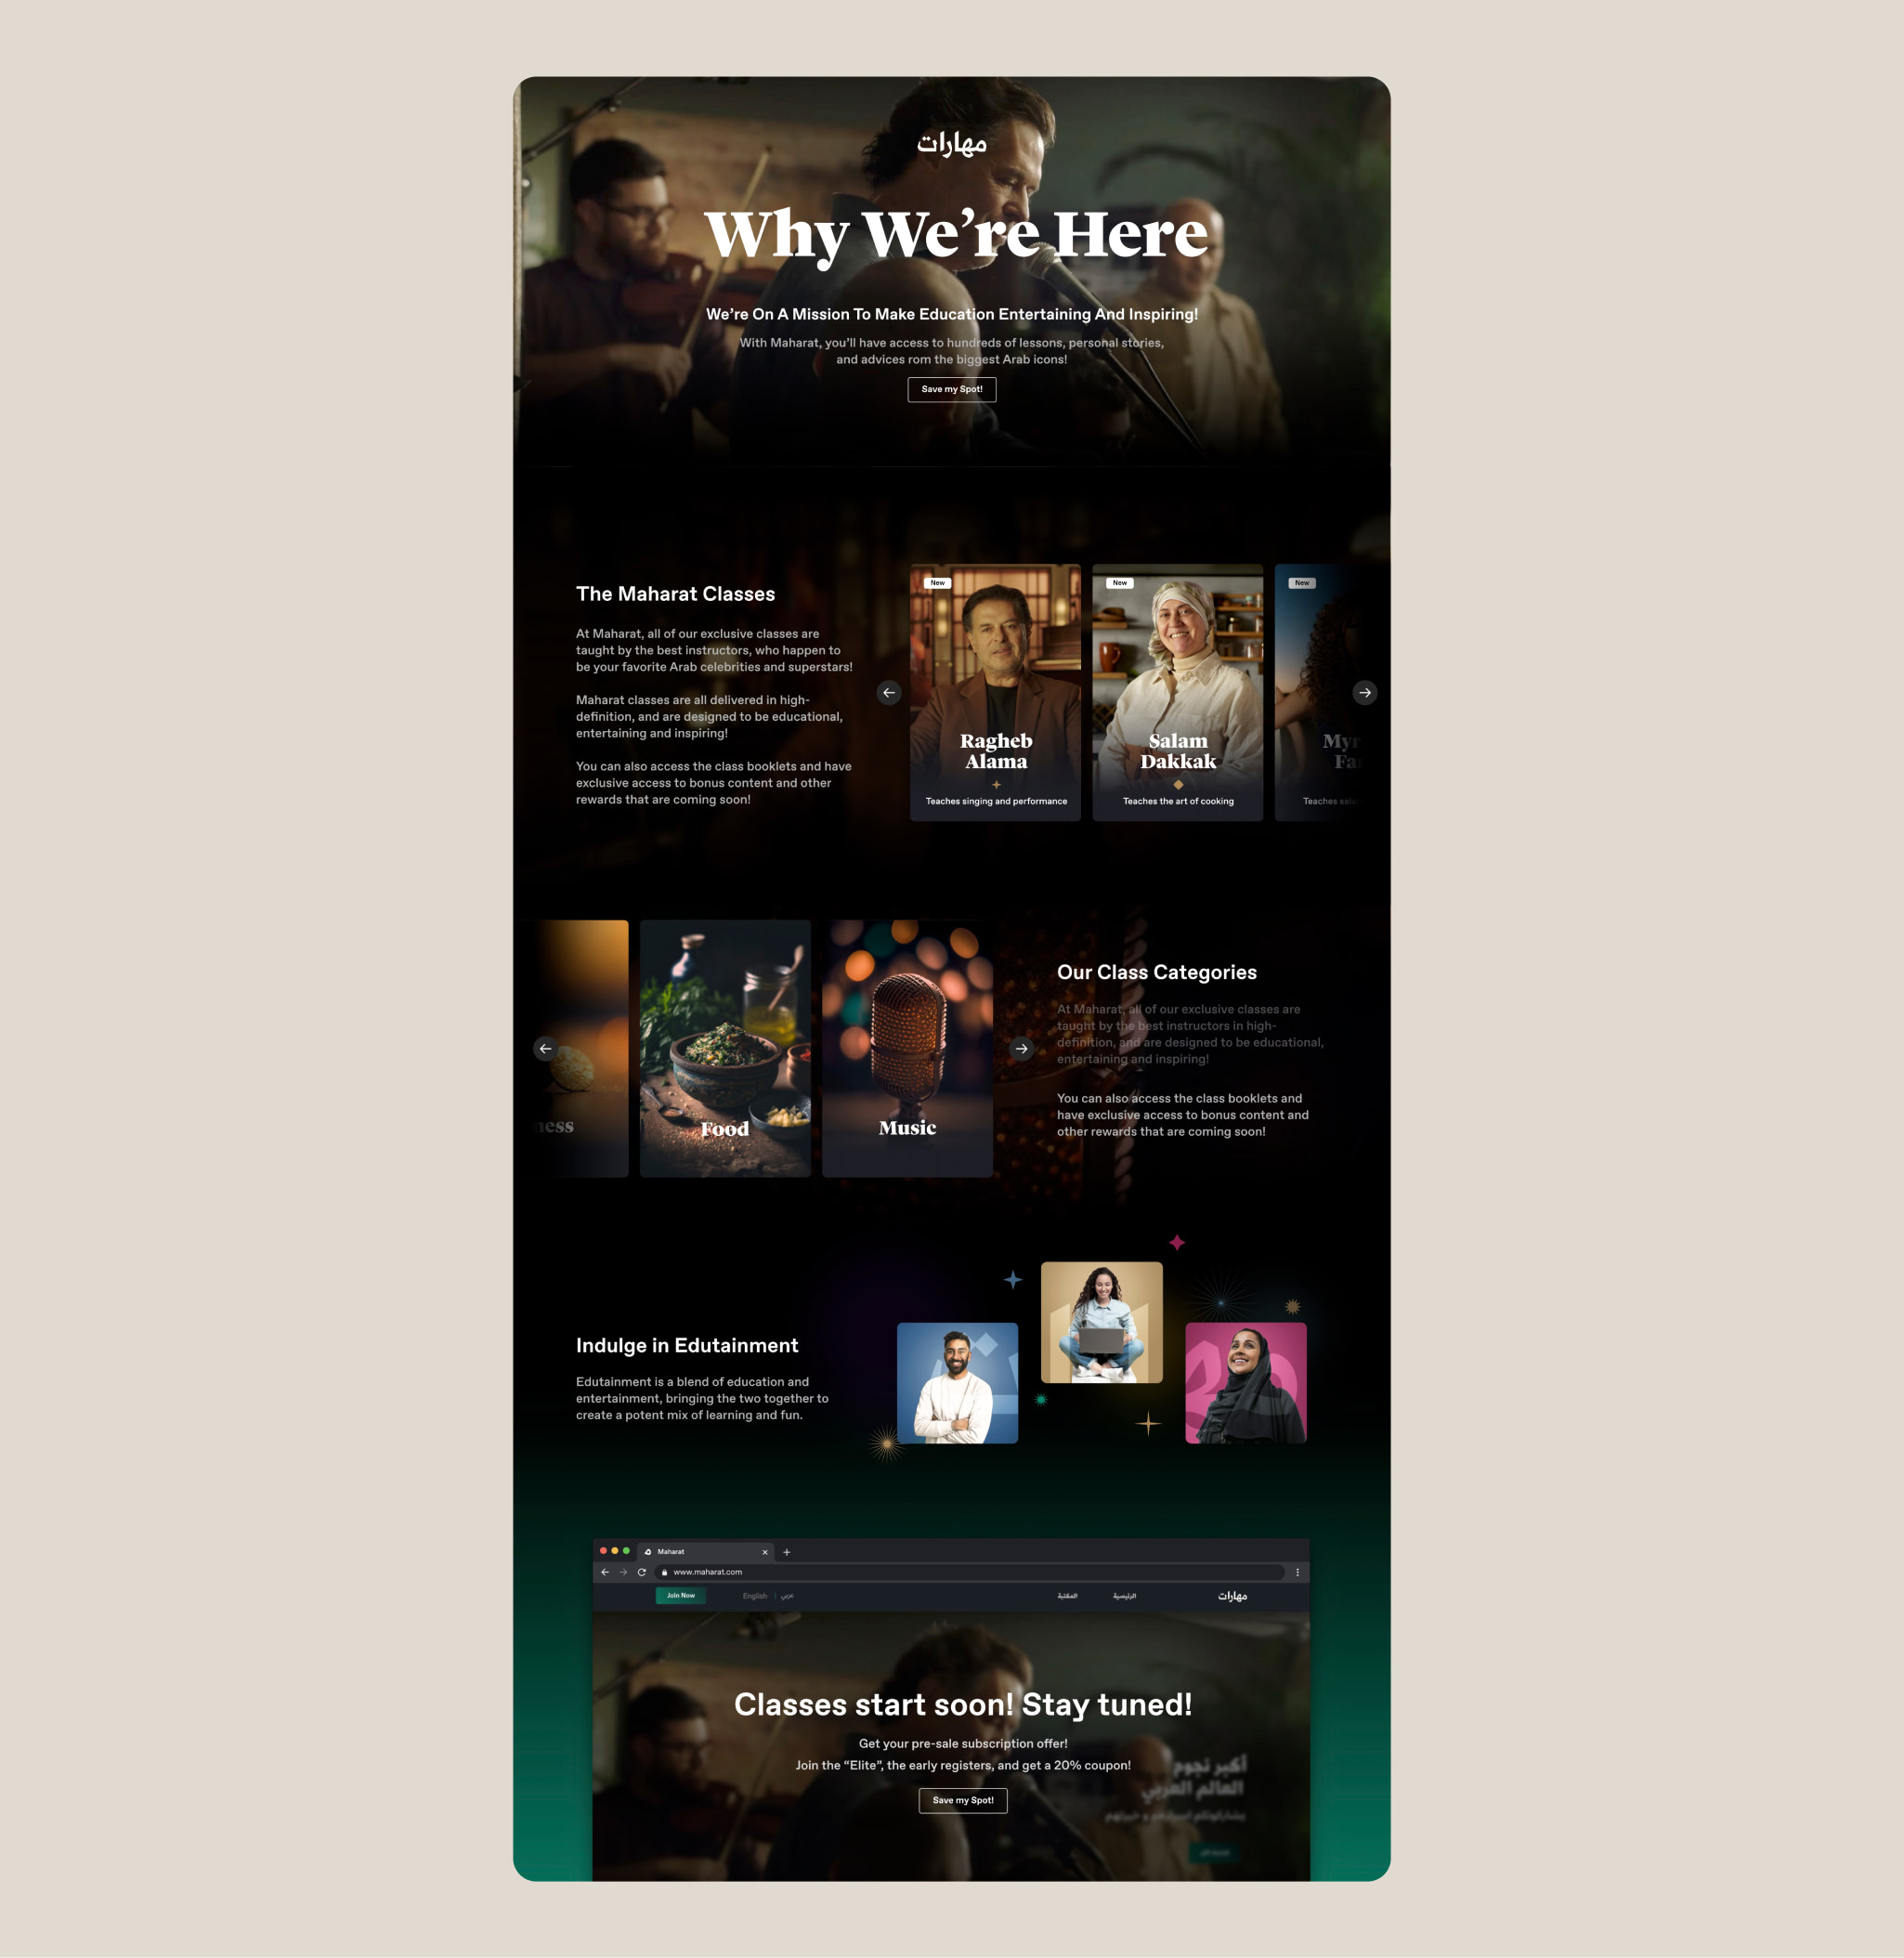 مهارات
Why We’re Here
We’re On A Mission To Make Education Entertaining And Inspiring!
With Maharat, you’ll have access to hundreds of lessons, personal stories,
and advices rom the biggest Arab icons!
Save my Spot!
The Maharat Classes
At Maharat, all of our exclusive classes are
taught by the best instructors, who happen to
be your favorite Arab celebrities and superstars!
Maharat classes are all delivered in high-
definition, and are designed to be educational,
entertaining and inspiring!
You can also access the class booklets and have
exclusive access to bonus content and other
rewards that are coming soon!
New
Ragheb
Alama
Teaches singing and performance
New
Salam
Dakkak
Teaches the art of cooking
New
Teaches
Food
Music
Our Class Categories
At Maharat, all of our exclusive classes are
taught by the best instructors in high-
definition, and are designed to be educational,
entertaining and inspiring!
You can also access the class booklets and
have exclusive access to bonus content and
other rewards that are coming soon!
Indulge in Edutainment
Edutainment is a blend of education and
entertainment, bringing the two together to
create a potent mix of learning and fun.
Maharat
www.maharat.com
Join Now
English | عربي
المكتبة
الرئيسية
مهارات
Classes start soon! Stay tuned!
Get your pre-sale subscription offer!
Join the “Elite”, the early registers, and get a 20% coupon!
Save my Spot!
أكبر نجوم
العالم العربي